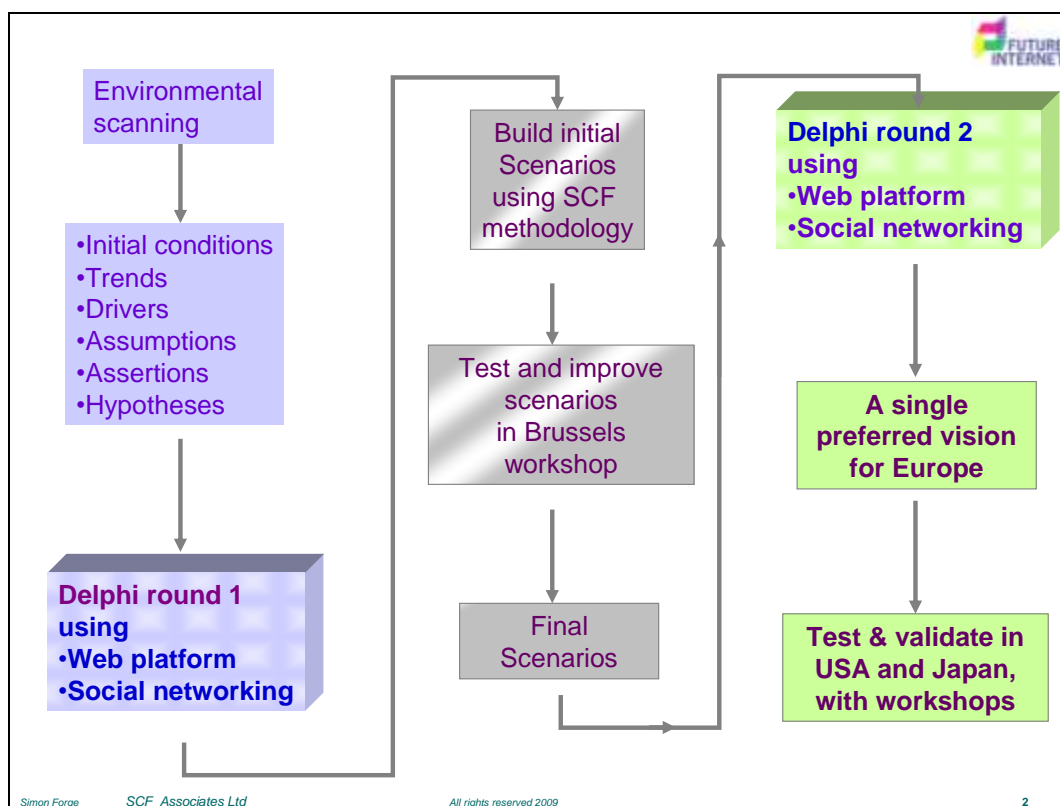 FUTURE
INTERNET
Environmental
scanning
•Initial conditions
•Trends
•Drivers
•Assumptions
•Assertions
•Hypotheses
Delphi round 1
using
•Web platform
•Social networking
Build initial
Scenarios
using SCF
methodology
Test and improve
scenarios
in Brussels
workshop
Final
Scenarios
Delphi round 2
using
•Web platform
•Social networking
A single
preferred vision
for Europe
Test & validate in
USA and Japan,
with workshops
Simon Forge SCF Associates Ltd All rights reserved 2009 2